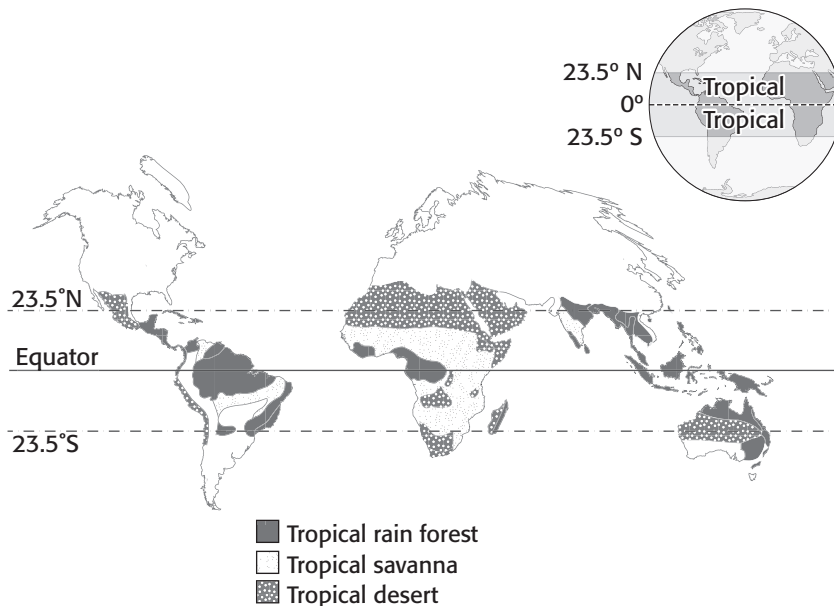 23.5° N
Tropical
0°
Tropical
23.5° S
23.5°N
Equator
23.5°S
Tropical rain forest
Tropical savanna
Tropical desert